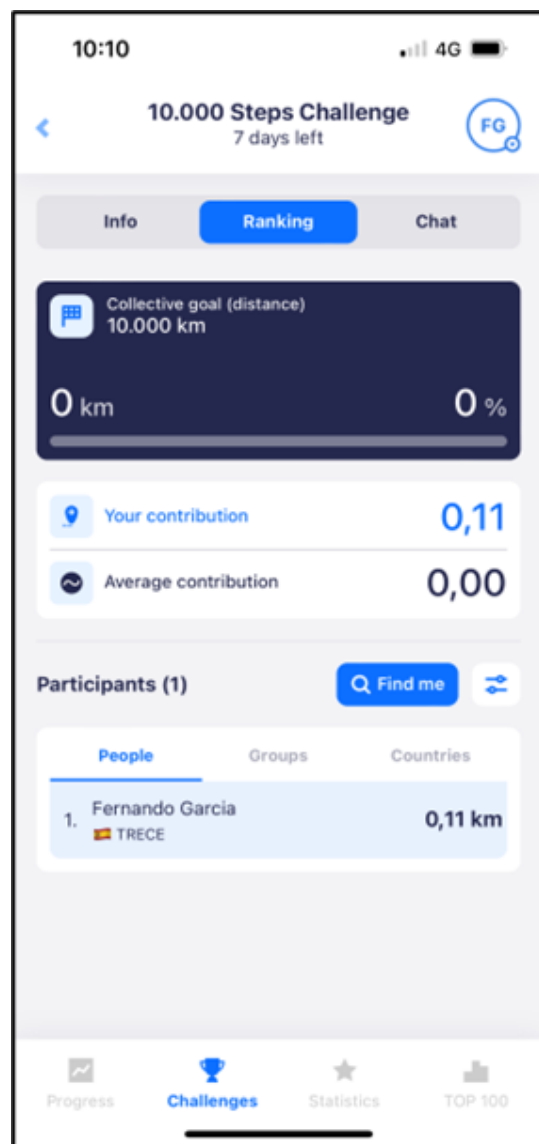 10:10
4G
10.000 Steps Challenge
7 days left
FG
Info
Ranking
Chat
Collective goal (distance)
10.000 km
0 km
0 %
Your contribution
0,11
Average contribution
0,00
Participants (1)
Find me
People
Groups
Countries
1. Fernando Garcia
TRECE
0,11 km
Progress
Challenges
Statistics
TOP 100